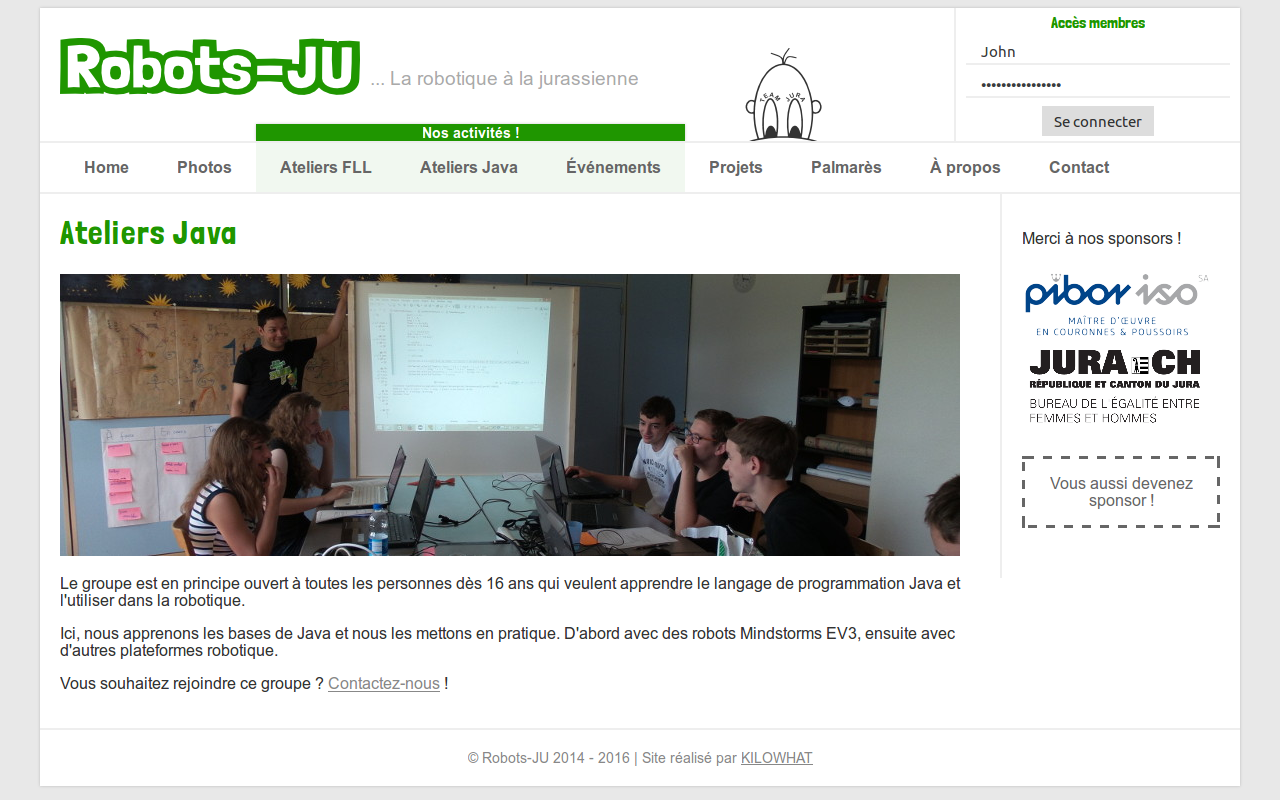 Robots-JU
... La robotique à la jurassienne
TEAM JURA
Accès membres
John
••••••••••••••••
Se connecter
Nos activités !
Home
Photos
Ateliers FLL
Ateliers Java
Événements
Projets
Palmarès
À propos
Contact
Ateliers Java
Le groupe est en principe ouvert à toutes les personnes dès 16 ans qui veulent apprendre le langage de programmation Java et
l'utiliser dans la robotique.
Ici, nous apprenons les bases de Java et nous les mettons en pratique. D'abord avec des robots Mindstorms EV3, ensuite avec
d'autres plateformes robotique.
Vous souhaitez rejoindre ce groupe ? Contactez-nous !
Merci à nos sponsors !
pibor iso SA
MAÎTRE D'ŒUVRE
EN COURONNES & POUSSOIRS
JURA CH
RÉPUBLIQUE ET CANTON DU JURA
BUREAU DE L ÉGALITÉ ENTRE
FEMMES ET HOMMES
Vous aussi devenez
sponsor !
© Robots-JU 2014 - 2016 | Site réalisé par KILOWHAT